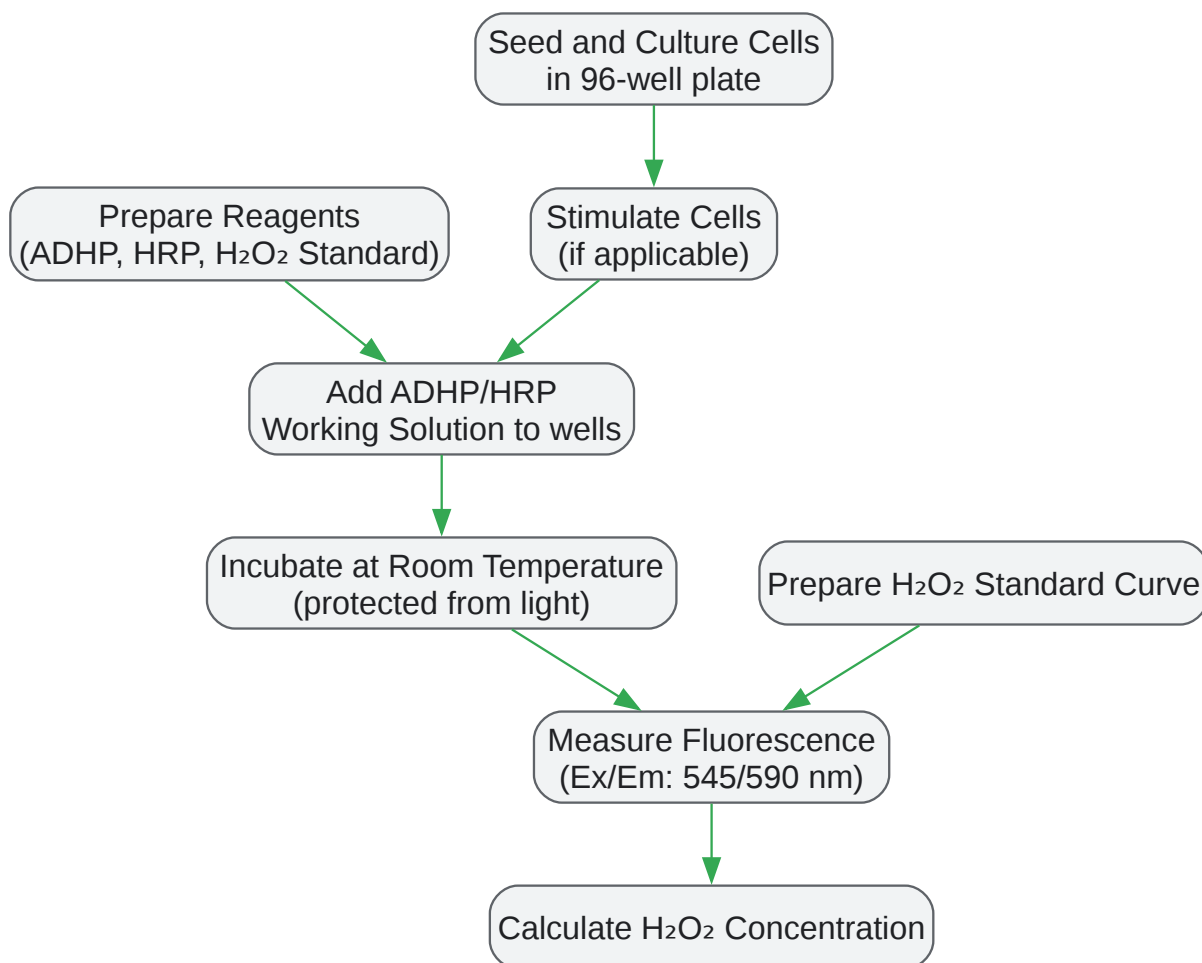 Seed and Culture Cells
in 96-well plate
Prepare Reagents
(ADHP, HRP, H₂O₂ Standard)
Stimulate Cells
(if applicable)
Add ADHP/HRP
Working Solution to wells
Incubate at Room Temperature
(protected from light)
Prepare H₂O₂ Standard Curve
Measure Fluorescence
(Ex/Em: 545/590 nm)
Calculate H₂O₂ Concentration